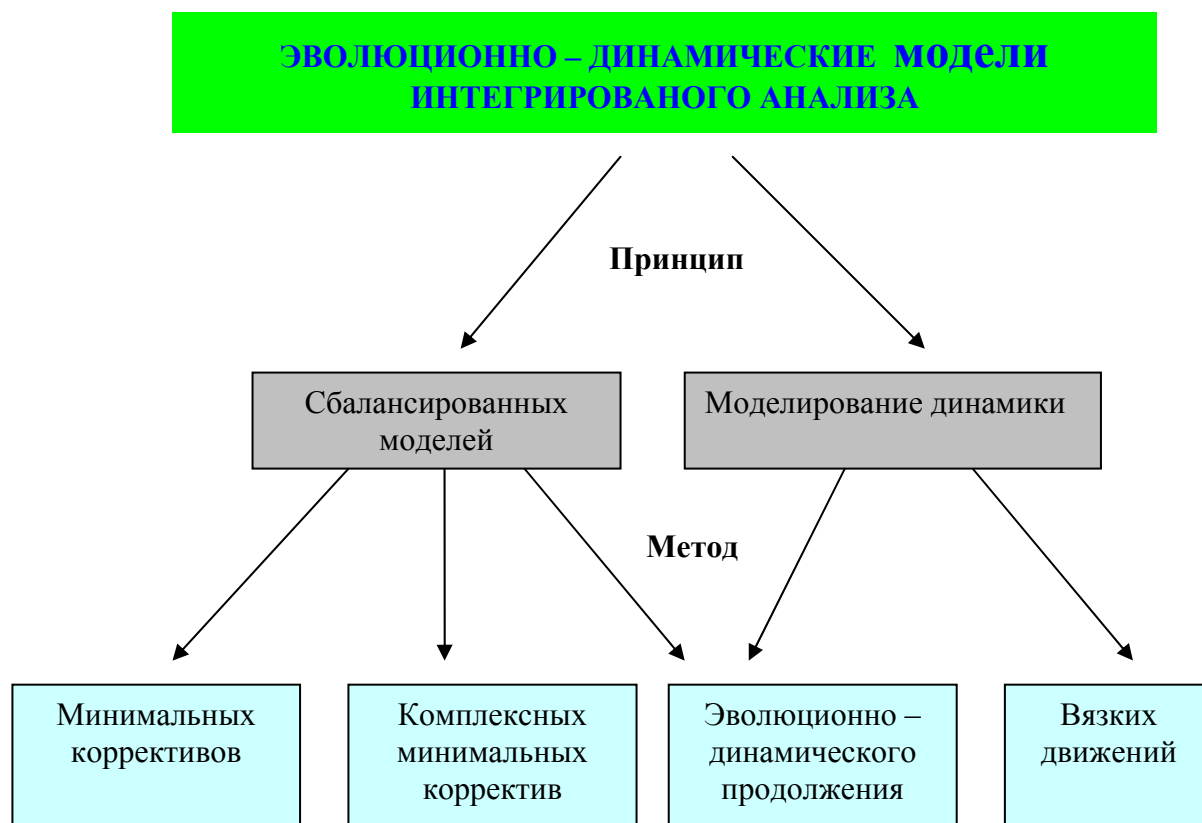 ЭВОЛЮЦИОННО – ДИНАМИЧЕСКИЕ модели
ИНТЕГРИРОВАНОГО АНАЛИЗА
Принцип
Сбалансированных
моделей
Моделирование динамики
Метод
Минимальных
коррективов
Комплексных
минимальных
корректив
Эволюционно –
динамического
продолжения
Вязких
движений